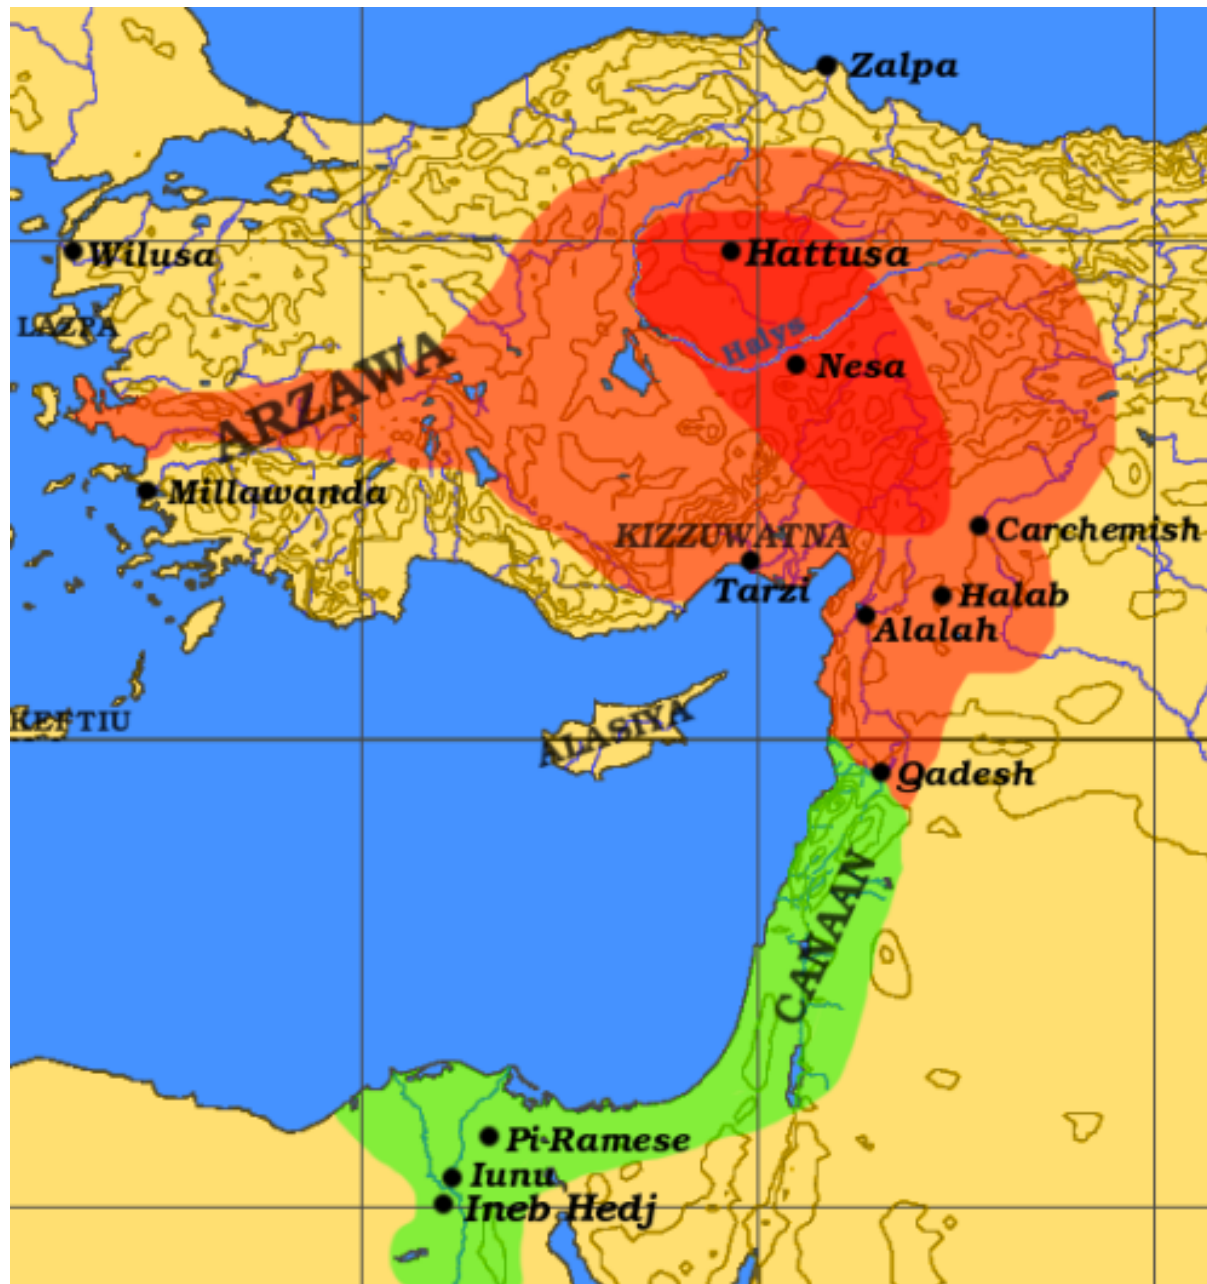 Zalpa
Wilusa
Hattusa
LAZPA
Halys
ARZAWA
Nesa
Millawanda
KIZZUWATNA
Carchemish
Tarzi
Halab
Alalah
KEFTIU
ALASIYA
Qadesh
CANAAN
Pi-Ramese
Iunu
Ineb Hedj